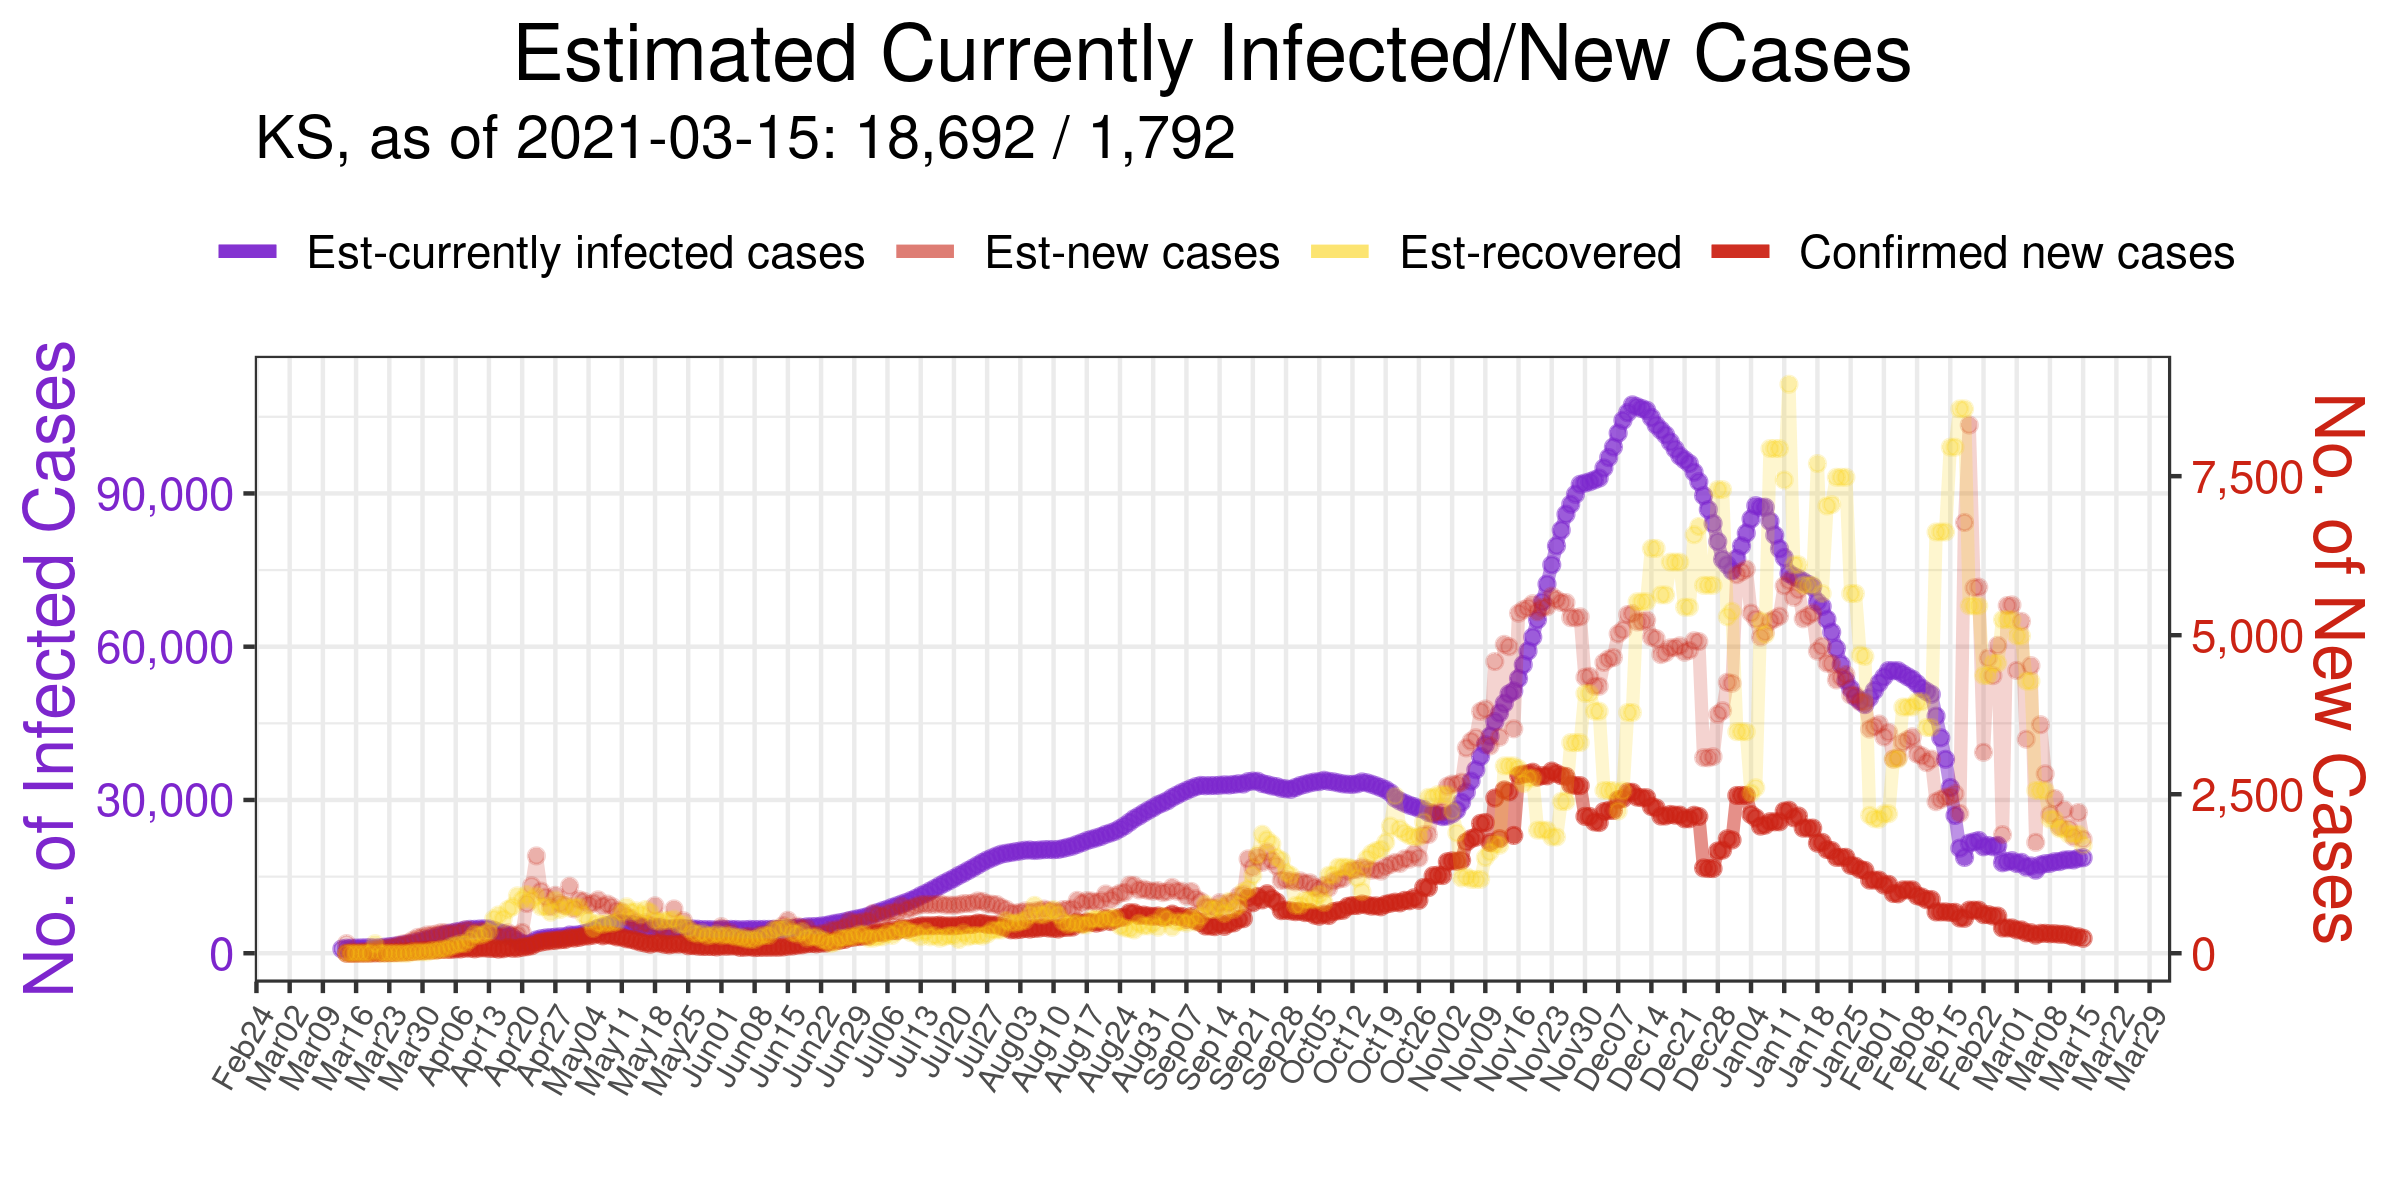 Estimated Currently Infected/New Cases
KS, as of 2021-03-15: 18,692 / 1,792
Est-currently infected cases Est-new cases Est-recovered Confirmed new cases
No. of Infected Cases
90,000
60,000
30,000
0
7,500
5,000
2,500
0
No. of New Cases
Feb24 Mar02 Mar09 Mar16 Mar23 Mar30 Apr06 Apr13 Apr20 Apr27 May04 May11 May18 May25 Jun01 Jun08 Jun15 Jun22 Jun29 Jul06 Jul13 Jul20 Jul27 Aug03 Aug10 Aug17 Aug24 Aug31 Sep07 Sep14 Sep21 Sep28 Oct05 Oct12 Oct19 Oct26 Nov02 Nov09 Nov16 Nov23 Nov30 Dec07 Dec14 Dec21 Dec28 Jan04 Jan11 Jan18 Jan25 Feb01 Feb08 Feb15 Feb22 Mar01 Mar08 Mar15 Mar22 Mar29